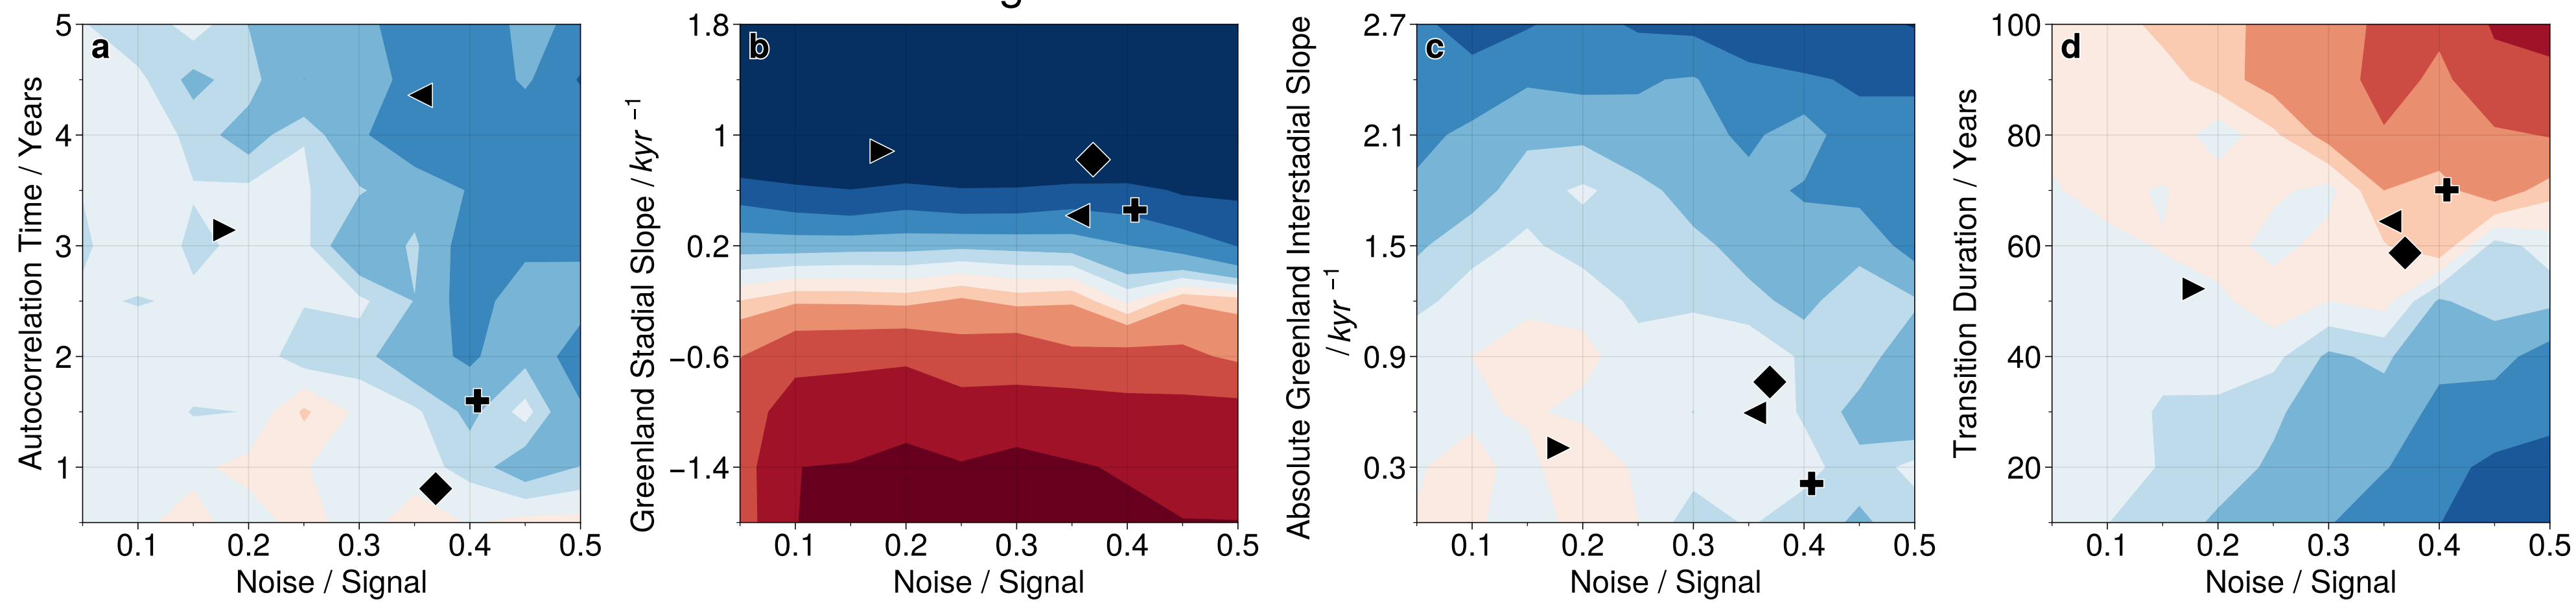 a
5
4
3
2
1
Autocorrelation Time / Years
0.1 0.2 0.3 0.4 0.5
Noise / Signal
b
1.8
1
0.2
−0.6
−1.4
Greenland Stadial Slope / kyr −1
0.1 0.2 0.3 0.4 0.5
Noise / Signal
c
2.7
2.1
1.5
0.9
0.3
Absolute Greenland Interstadial Slope
/ kyr −1
0.1 0.2 0.3 0.4 0.5
Noise / Signal
d
100
80
60
40
20
Transition Duration / Years
0.1 0.2 0.3 0.4 0.5
Noise / Signal